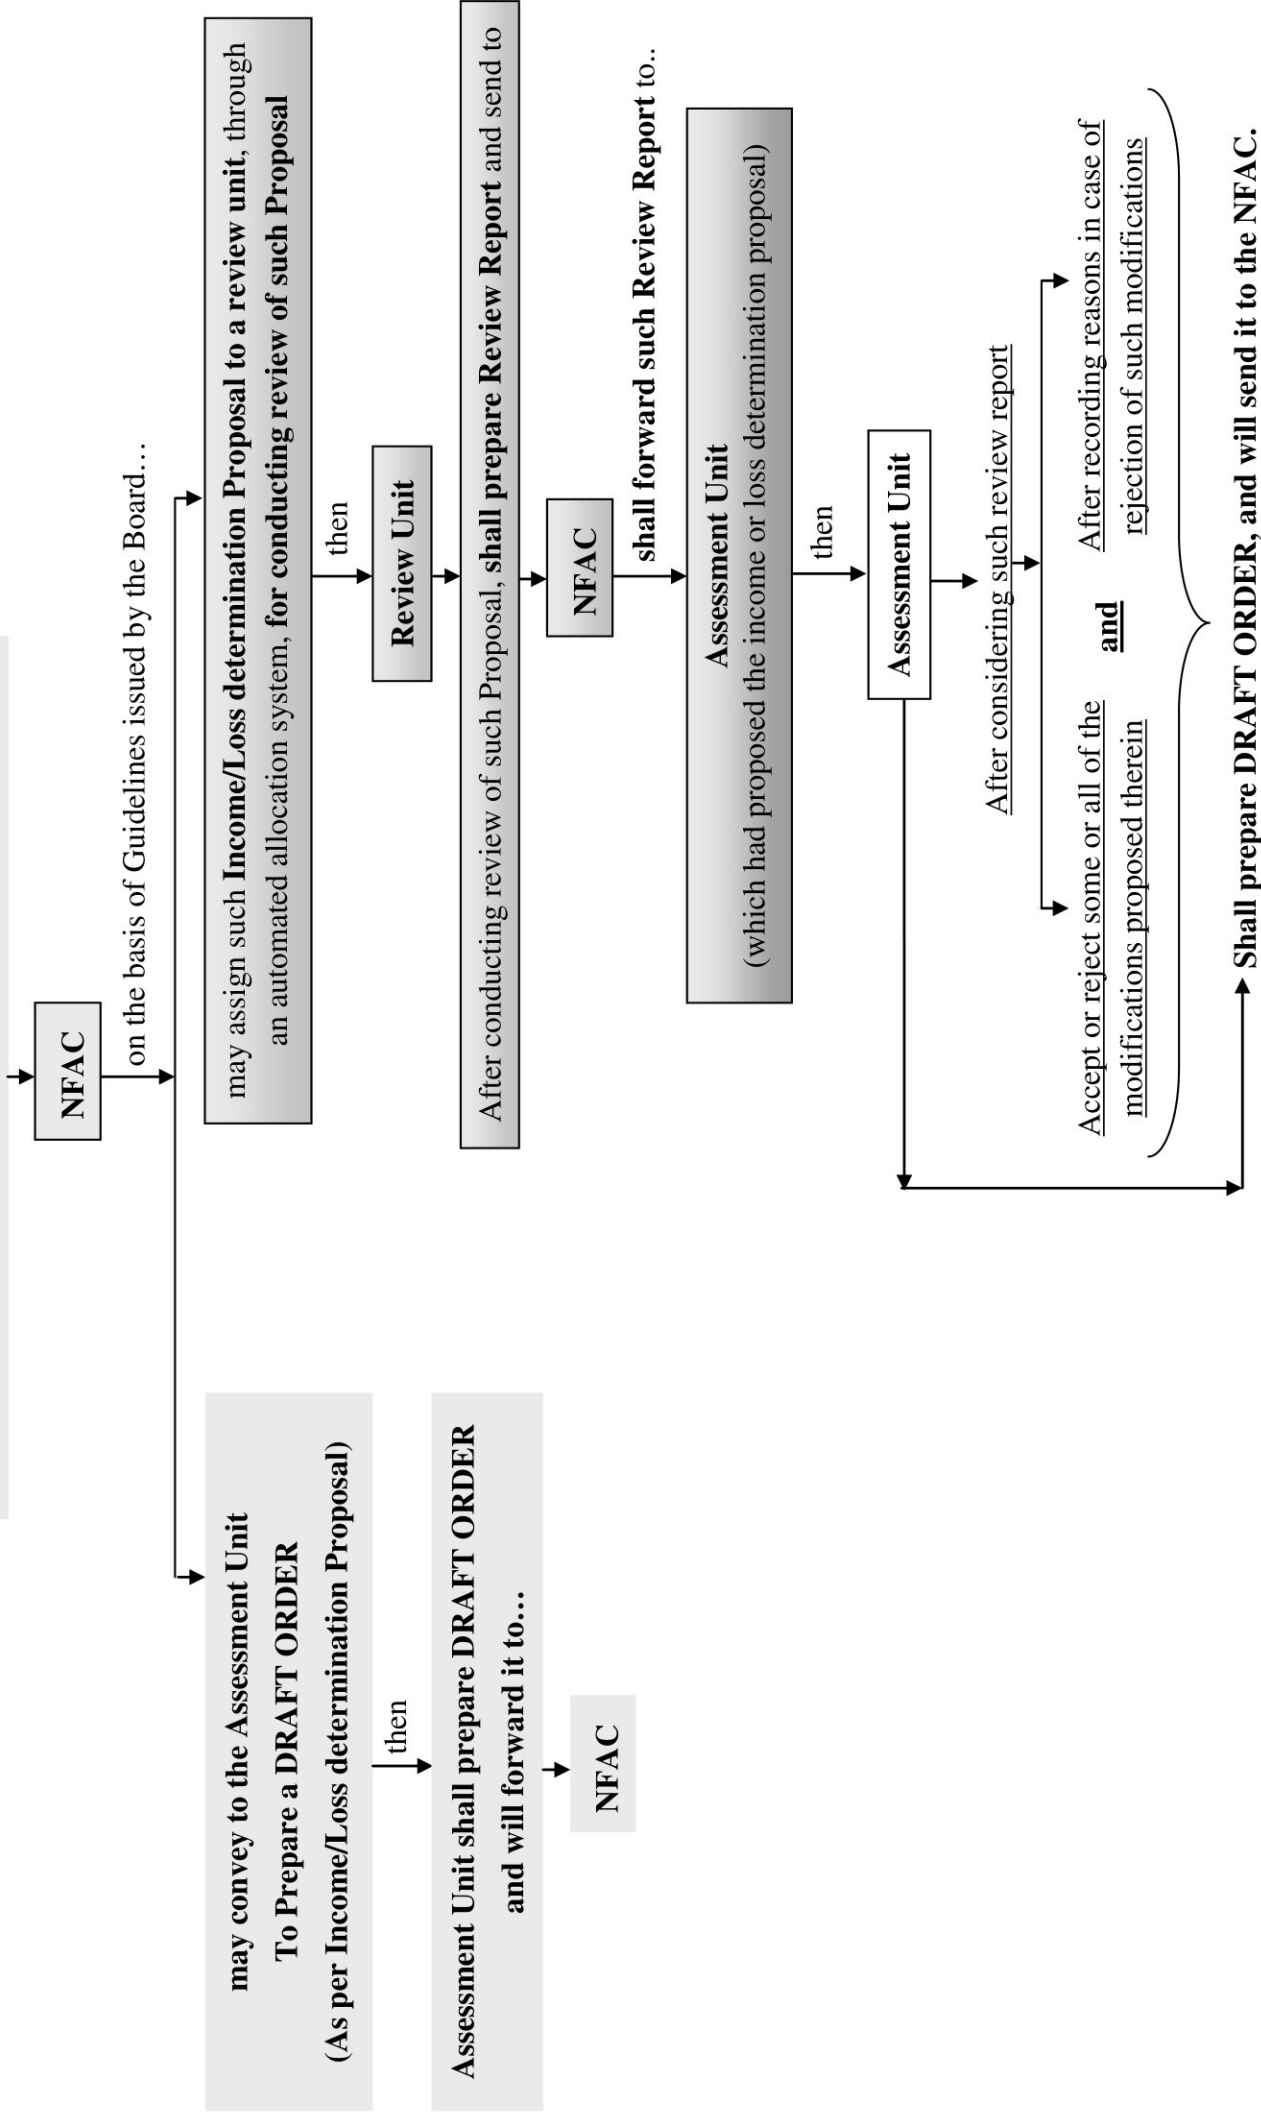 NFAC
on the basis of Guidelines issued by the Board…
may convey to the Assessment Unit
To Prepare a DRAFT ORDER
(As per Income/Loss determination Proposal)
then
Assessment Unit shall prepare DRAFT ORDER
and will forward it to…
NFAC
may assign such Income/Loss determination Proposal to a review unit, through
an automated allocation system, for conducting review of such Proposal
then
Review Unit
After conducting review of such Proposal, shall prepare Review Report and send to
NFAC
shall forward such Review Report to..
Assessment Unit
(which had proposed the income or loss determination proposal)
then
Assessment Unit
After considering such review report
Accept or reject some or all of the
modifications proposed therein
and
After recording reasons in case of
rejection of such modifications
Shall prepare DRAFT ORDER, and will send it to the NFAC.